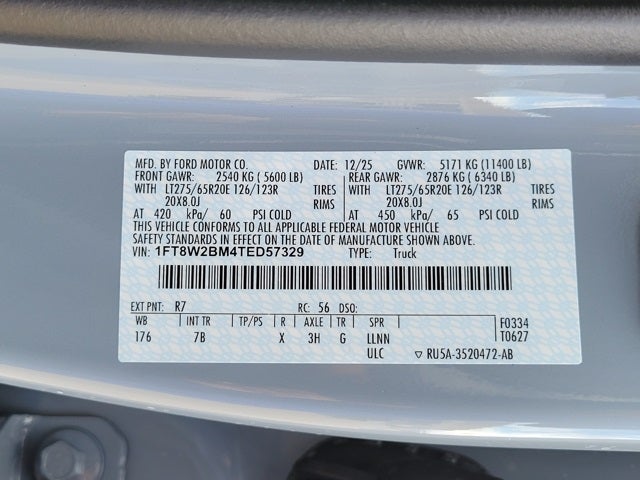 MFD. BY FORD MOTOR CO. DATE: 12/25 GVWR: 5171 KG (11400 LB)
FRONT GAWR: 2540 KG ( 5600 LB) REAR GAWR: 2876 KG ( 6340 LB)
WITH LT275/65R20E 126/123R TIRES WITH LT275/65R20E 126/123R TIRES
20X8.0J RIMS 20X8.0J RIMS
AT 420 kPa/ 60 PSI COLD AT 450 kPa/ 65 PSI COLD
THIS VEHICLE CONFORMS TO ALL APPLICABLE FEDERAL MOTOR VEHICLE
SAFETY STANDARDS IN EFFECT ON THE DATE OF MANUFACTURE SHOWN ABOVE.
VIN: 1FT8W2BM4TED57329 TYPE: Truck
EXT PNT: R7 RC: 56 DSO:
WB INT TR TP/PS R AXLE TR SPR F0334
176 7B X 3H G LLNN T0627
ULC ▽ RU5A-3520472-AB